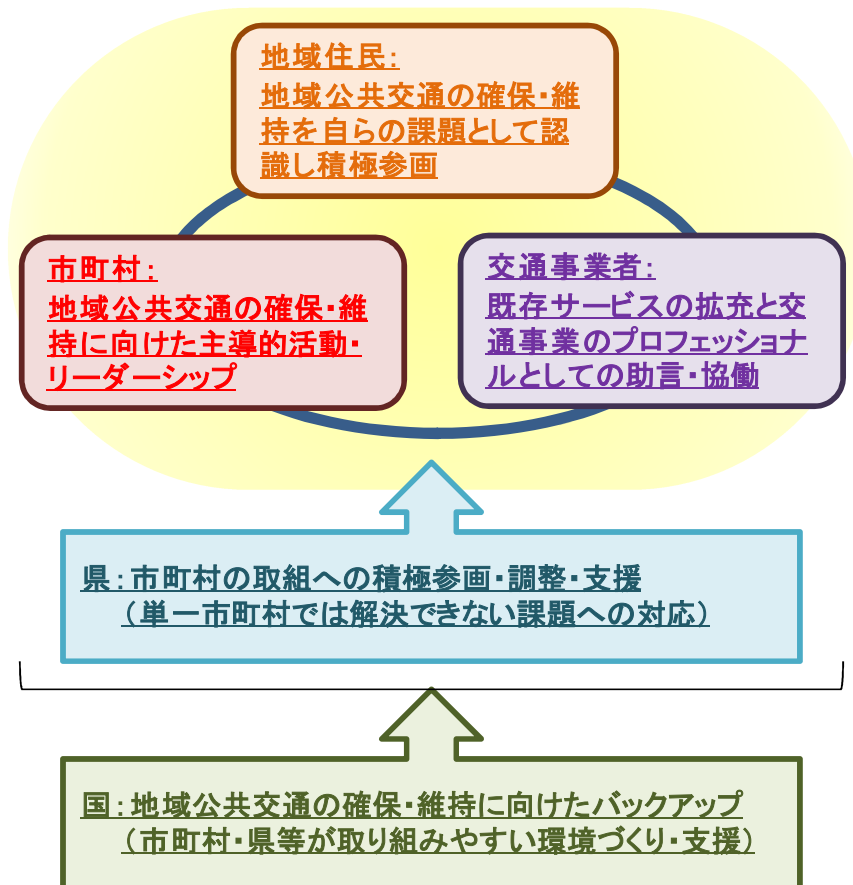 地域住民：
地域公共交通の確保・維
持を自らの課題として認
識し積極参画
市町村：
地域公共交通の確保・維
持に向けた主導的活動・
リーダーシップ
交通事業者：
既存サービスの拡充と交
通事業のプロフェッショナ
ルとしての助言・協働
県：市町村の取組への積極参画・調整・支援
（単一市町村では解決できない課題への対応）
国：地域公共交通の確保・維持に向けたバックアップ
（市町村・県等が取り組みやすい環境づくり・支援）